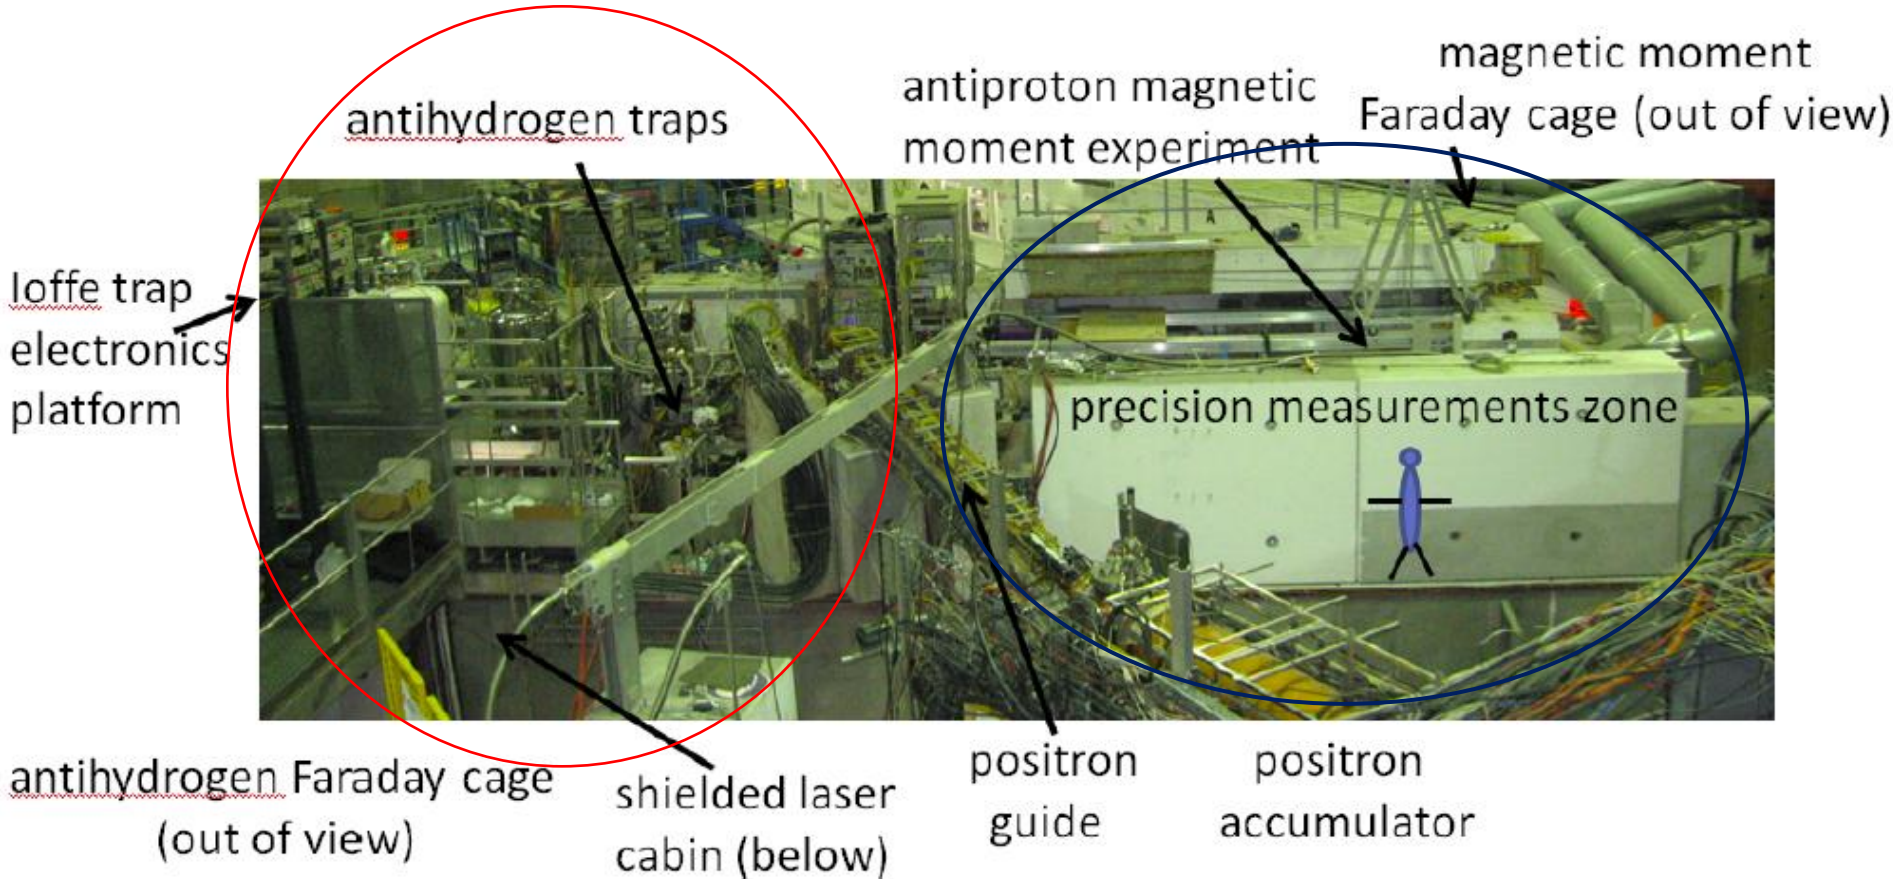 magnetic moment
Faraday cage (out of view)
antiproton magnetic
moment experiment
antihydrogen traps
Ioffe trap
electronics
platform
A
precision measurements zone
antihydrogen Faraday cage
(out of view)
shielded laser
cabin (below)
positron
guide
positron
accumulator